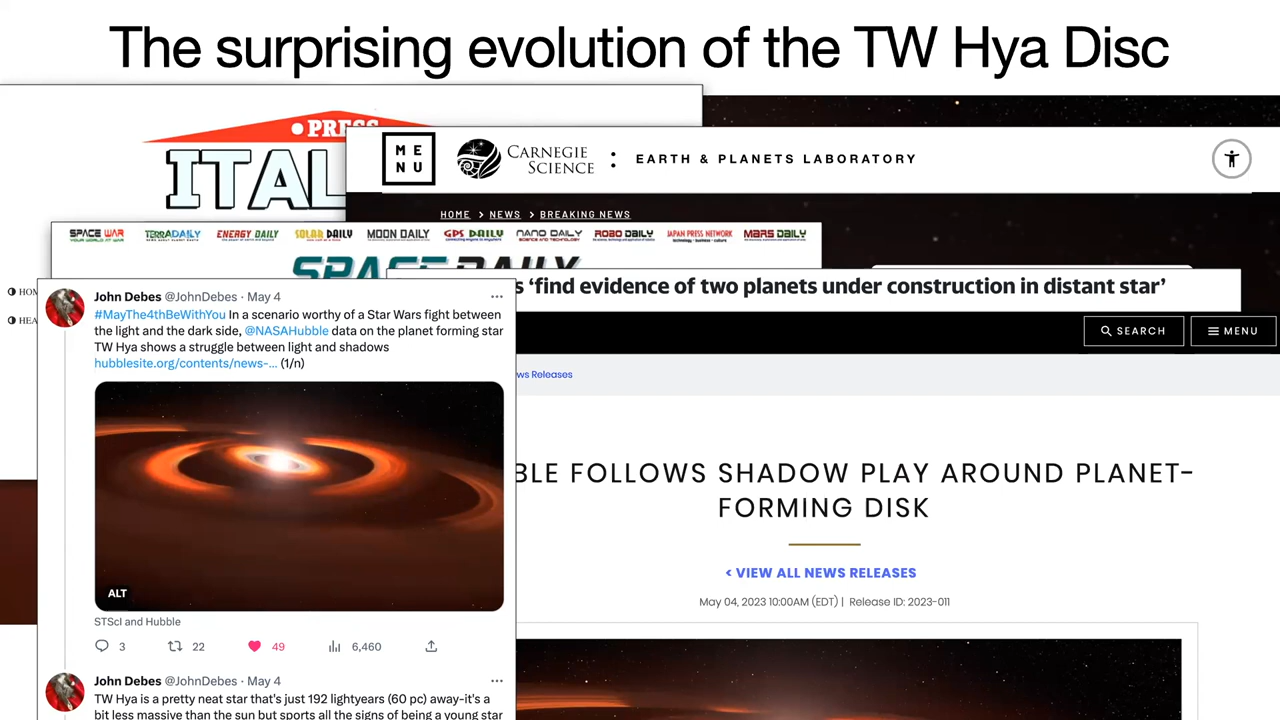 The surprising evolution of the TW Hya Disc
PRESS
ITAL
ME
NU
CARNEGIE
SCIENCE
EARTH & PLANETS LABORATORY
HOME > NEWS > BREAKING NEWS
SPACE WAR
TERRADAILY
ENERGY DAILY
SOLAR DAILY
MOON DAILY
GPS DAILY
NANO DAILY
ROBO DAILY
JAPAN PRESS NETWORK
MARS DAILY
SPACE DAILY
s ‘find evidence of two planets under construction in distant star’
HOM
HEA
SEARCH
MENU
ws Releases
John Debes @JohnDebes · May 4
#MayThe4thBeWithYou In a scenario worthy of a Star Wars fight between
the light and the dark side, @NASAHubble data on the planet forming star
TW Hya shows a struggle between light and shadows
hubblesite.org/contents/news-... (1/n)
ALT
STScI and Hubble
3 22 49 6,460
John Debes @JohnDebes · May 4
TW Hya is a pretty neat star that's just 192 lightyears (60 pc) away-it's a
bit less massive than the sun but sports all the signs of being a young star
BLE FOLLOWS SHADOW PLAY AROUND PLANET-
FORMING DISK
< VIEW ALL NEWS RELEASES
May 04, 2023 10:00AM (EDT) | Release ID: 2023-011